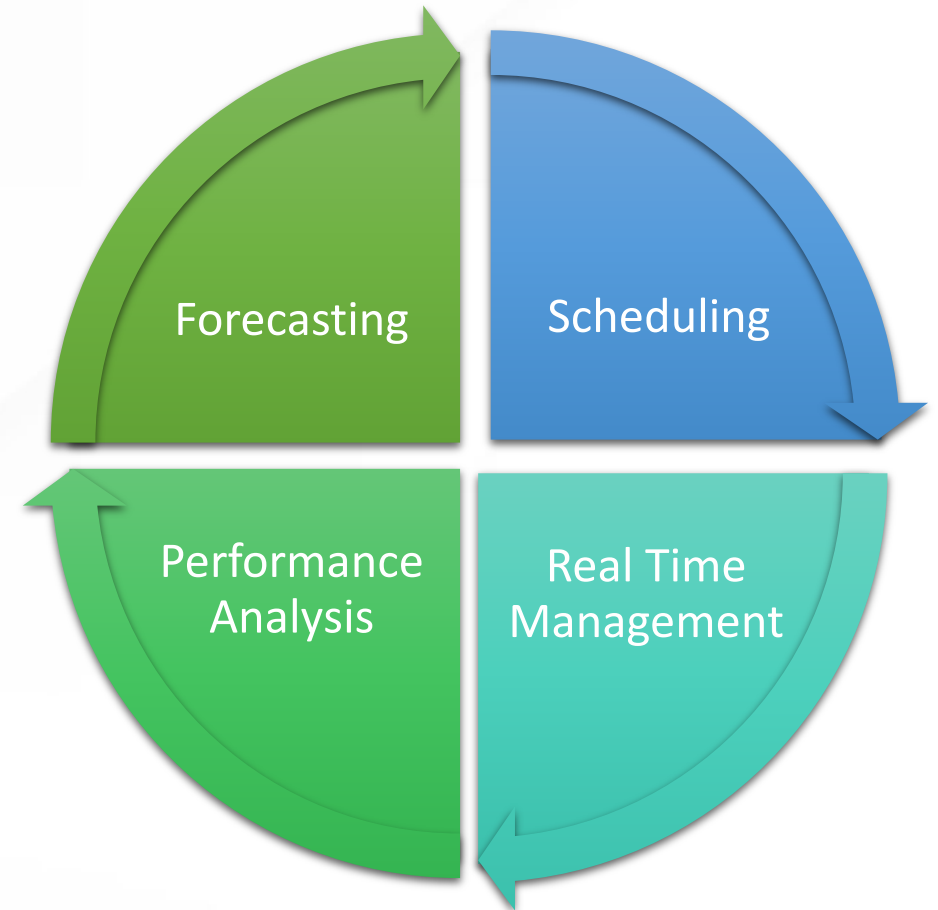 Forecasting
Scheduling
Performance
Analysis
Real Time
Management